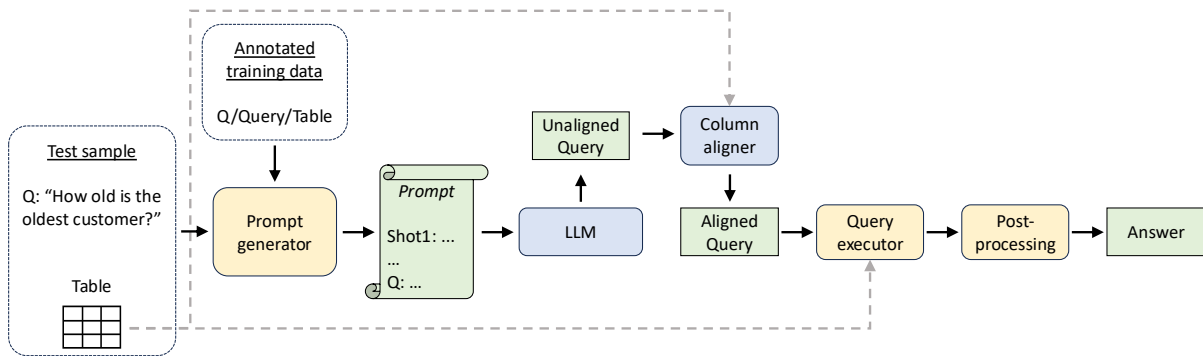 Test sample
Q: “How old is the
oldest customer?”
Table
Annotated
training data
Q/Query/Table
Prompt
generator
Prompt
Shot1: ...
...
Q: ...
LLM
Unaligned
Query
Column
aligner
Aligned
Query
Query
executor
Post-
processing
Answer